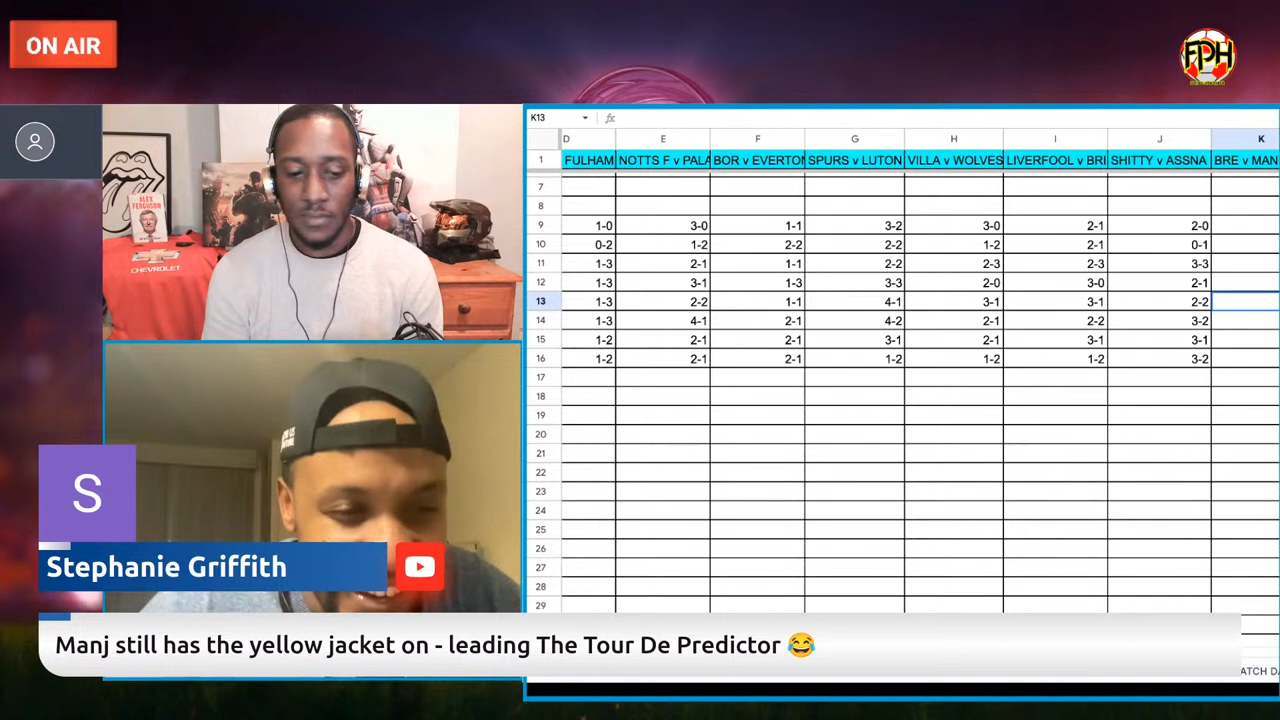 ON AIR
FPH
ALEX
FERGUSON
CHEVROLET
K13 fx
D E F G H I J K
1 FULHAM NOTTS F v PALA BOR v EVERTON SPURS v LUTON VILLA v WOLVES LIVERFOOL v BRI SHITTY v ASSNA BRE v MAN
7
8
9 1-0 3-0 1-1 3-2 3-0 2-1 2-0
10 0-2 1-2 2-2 2-2 1-2 2-1 0-1
11 1-3 2-1 1-1 2-2 2-3 2-3 3-3
12 1-3 3-1 1-3 3-3 2-0 3-0 2-1
13 1-3 2-2 1-1 4-1 3-1 3-1 2-2
14 1-3 4-1 2-1 4-2 2-1 2-2 3-2
15 1-2 2-1 2-1 3-1 2-1 3-1 3-1
16 1-2 2-1 2-1 1-2 1-2 1-2 3-2
17
18
19
20
21
22
23
24
25
26
27
28
29
ATCH DA
S
Stephanie Griffith
Manj still has the yellow jacket on - leading The Tour De Predictor 😂